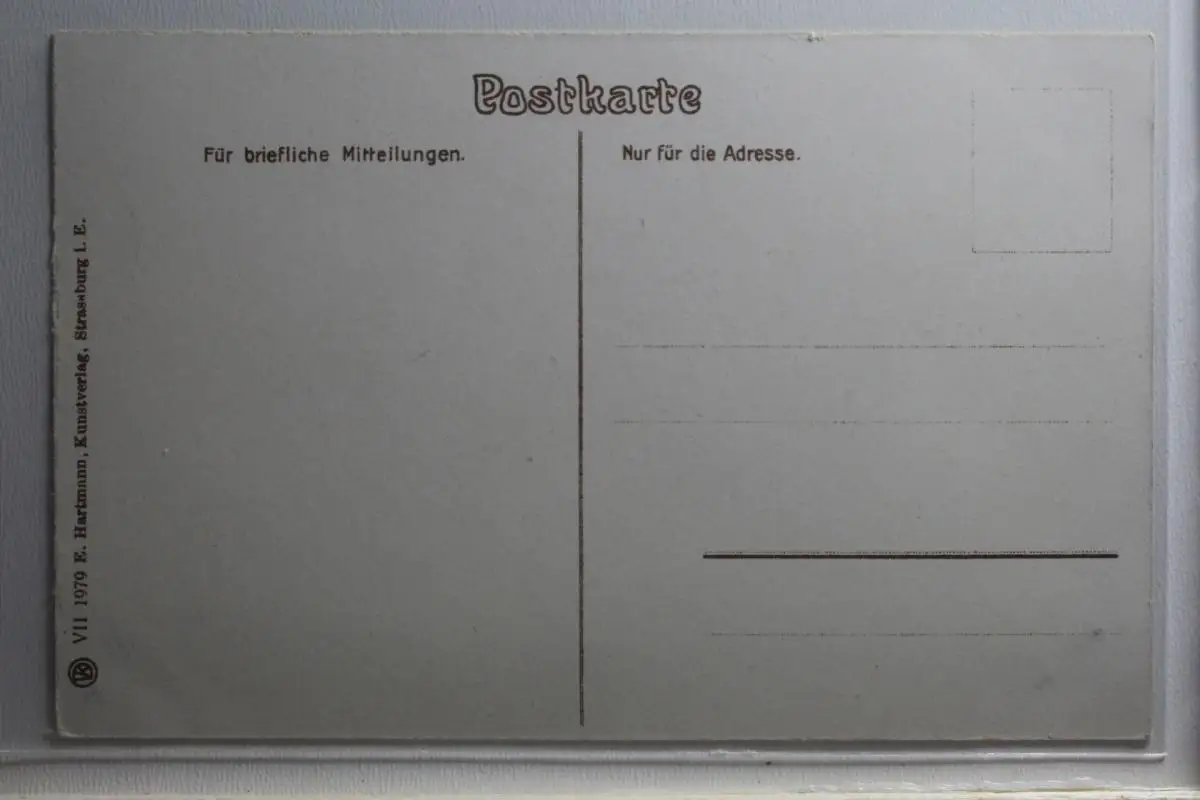 Postkarte
Für briefliche Mitteilungen.
Nur für die Adresse.
VII 1979 E. Hartmann, Kunstverlag, Strassburg i. E.